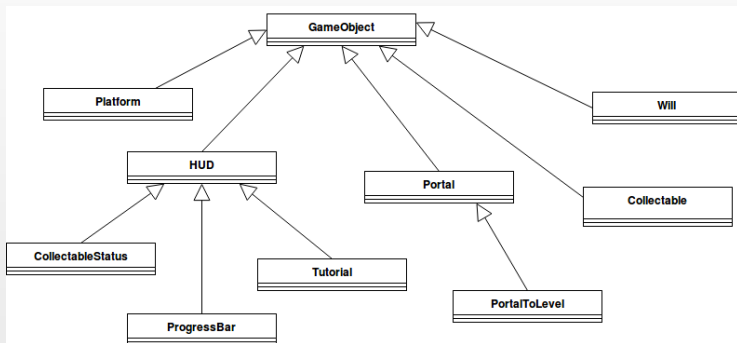 GameObject
Platform
Will
HUD
Portal
Collectable
CollectableStatus
Tutorial
PortalToLevel
ProgressBar